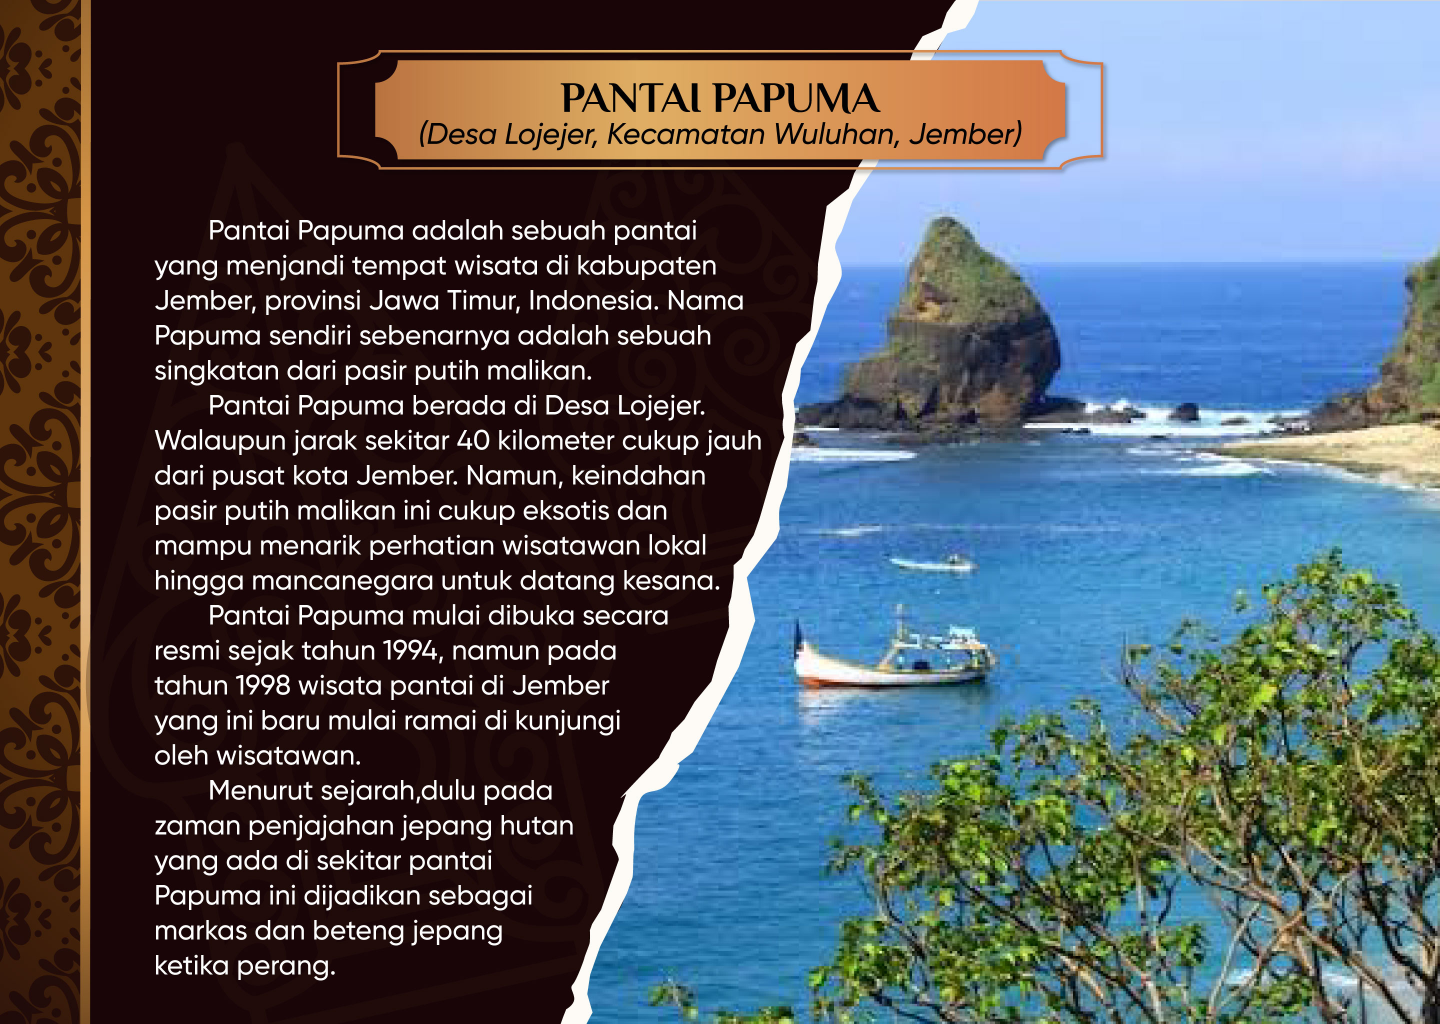 PANTAI PAPUMA
(Desa Lojejer, Kecamatan Wuluhan, Jember)
Pantai Papuma adalah sebuah pantai
yang menjandi tempat wisata di kabupaten
Jember, provinsi Jawa Timur, Indonesia. Nama
Papuma sendiri sebenarnya adalah sebuah
singkatan dari pasir putih malikan.
Pantai Papuma berada di Desa Lojejer.
Walaupun jarak sekitar 40 kilometer cukup jauh
dari pusat kota Jember. Namun, keindahan
pasir putih malikan ini cukup eksotis dan
mampu menarik perhatian wisatawan lokal
hingga mancanegara untuk datang kesana.
Pantai Papuma mulai dibuka secara
resmi sejak tahun 1994, namun pada
tahun 1998 wisata pantai di Jember
yang ini baru mulai ramai di kunjungi
oleh wisatawan.
Menurut sejarah,dulu pada
zaman penjajahan jepang hutan
yang ada di sekitar pantai
Papuma ini dijadikan sebagai
markas dan beteng jepang
ketika perang.